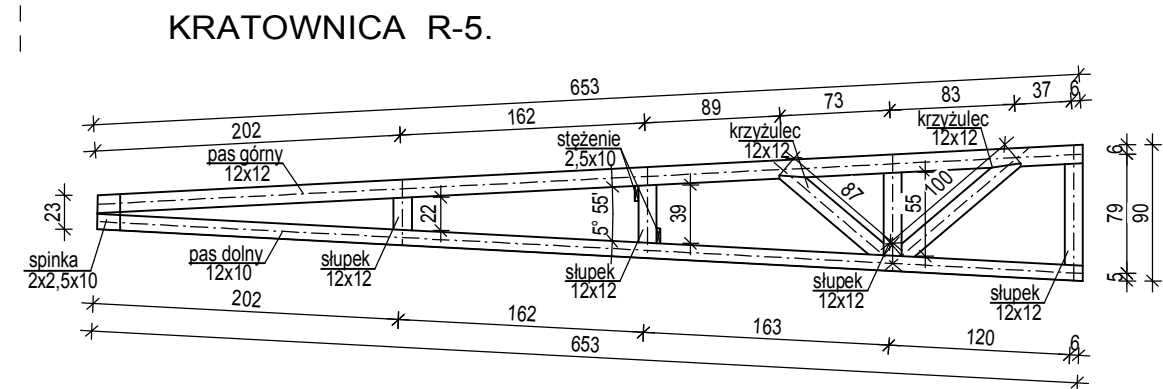 KRATOWNICA R-5.
653
202
162
89
73
83
37
6
pas górny
12x12
stężenie
2,5x10
krzyżulec
12x12
krzyżulec
12x12
23
22
5° 55'
39
87
55
100
6
79
90
5
spinka
2x2,5x10
pas dolny
12x10
słupek
12x12
słupek
12x12
słupek
12x12
słupek
12x12
202
162
163
120
6
653